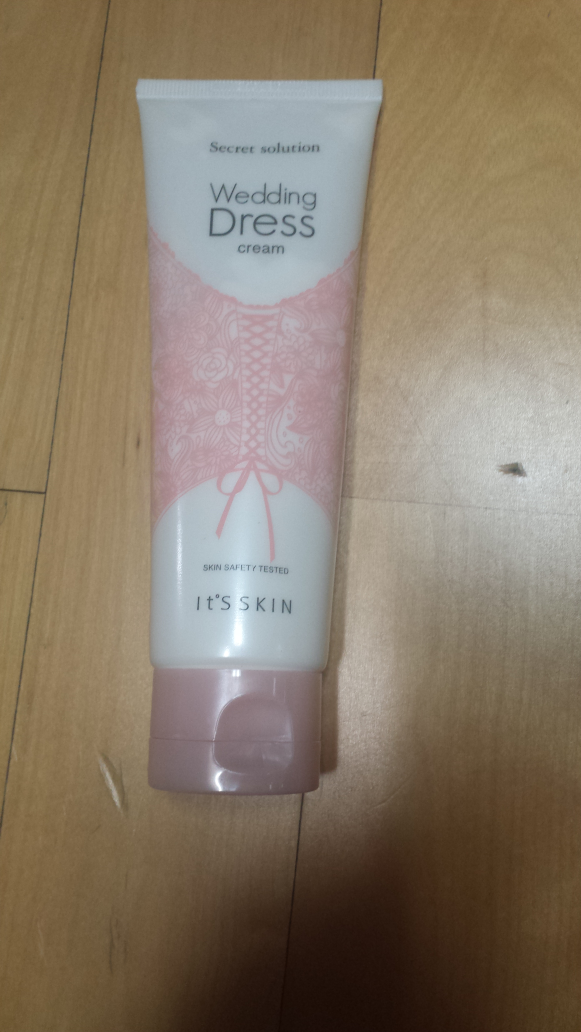 Secret solution
Wedding
Dress
cream
SKIN SAFETY TESTED
It'S SKIN